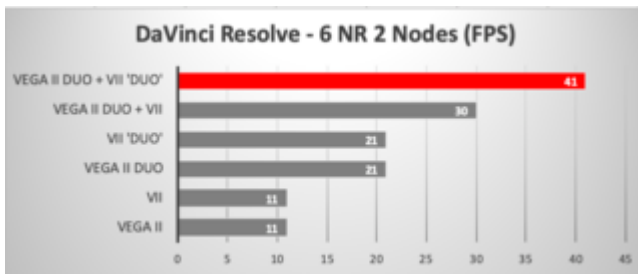 DaVinci Resolve - 6 NR 2 Nodes (FPS)
VEGA II DUO + VII 'DUO' 41
VEGA II DUO + VII 30
VII 'DUO' 21
VEGA II DUO 21
VII 11
VEGA II 11
0 5 10 15 20 25 30 35 40 45